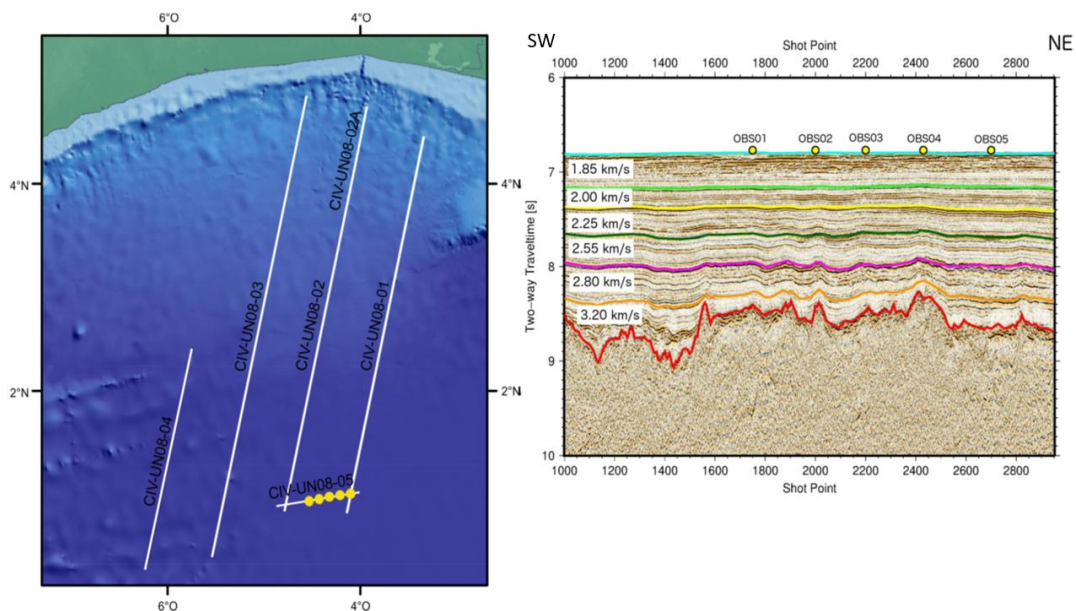 6°O 4°O
4°N 4°N
2°N 2°N
6°O 4°O
CIV-UN08-02A
CIV-UN08-03
CIV-UN08-02
CIV-UN08-01
CIV-UN08-04
CIV-UN08-05
SW NE
Shot Point
1000 1200 1400 1600 1800 2000 2200 2400 2600 2800
6
7
8
9
10
Two-way Traveltime [s]
OBS01 OBS02 OBS03 OBS04 OBS05
1.85 km/s
2.00 km/s
2.25 km/s
2.55 km/s
2.80 km/s
3.20 km/s
1000 1200 1400 1600 1800 2000 2200 2400 2600 2800
Shot Point